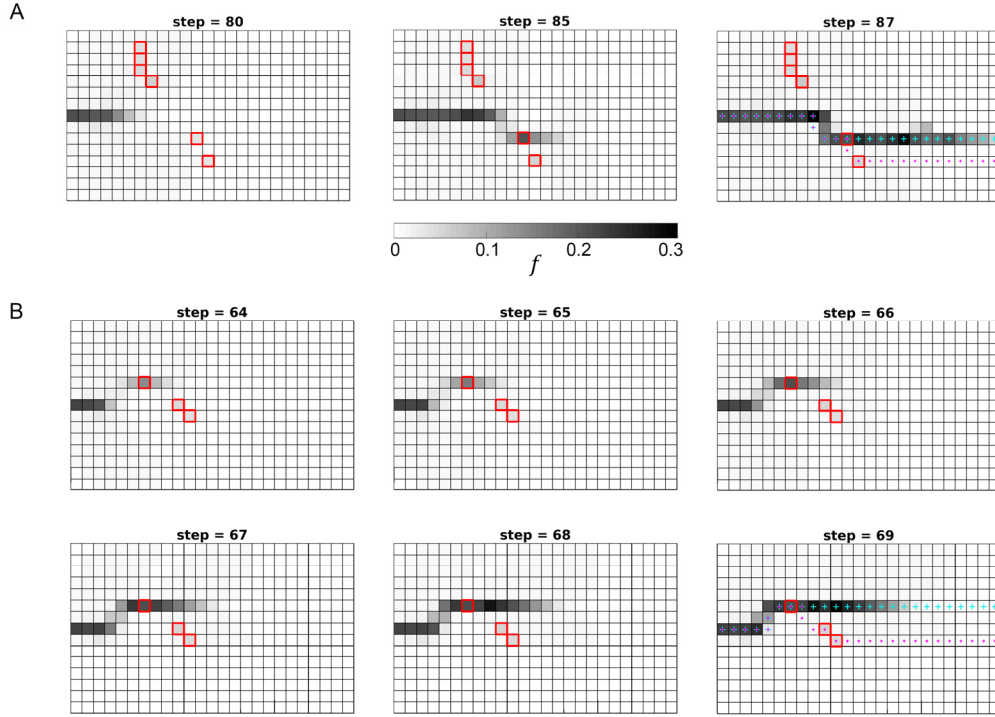 A
step = 80
step = 85
step = 87
0
0.1
0.2
0.3
f
B
step = 64
step = 65
step = 66
step = 67
step = 68
step = 69